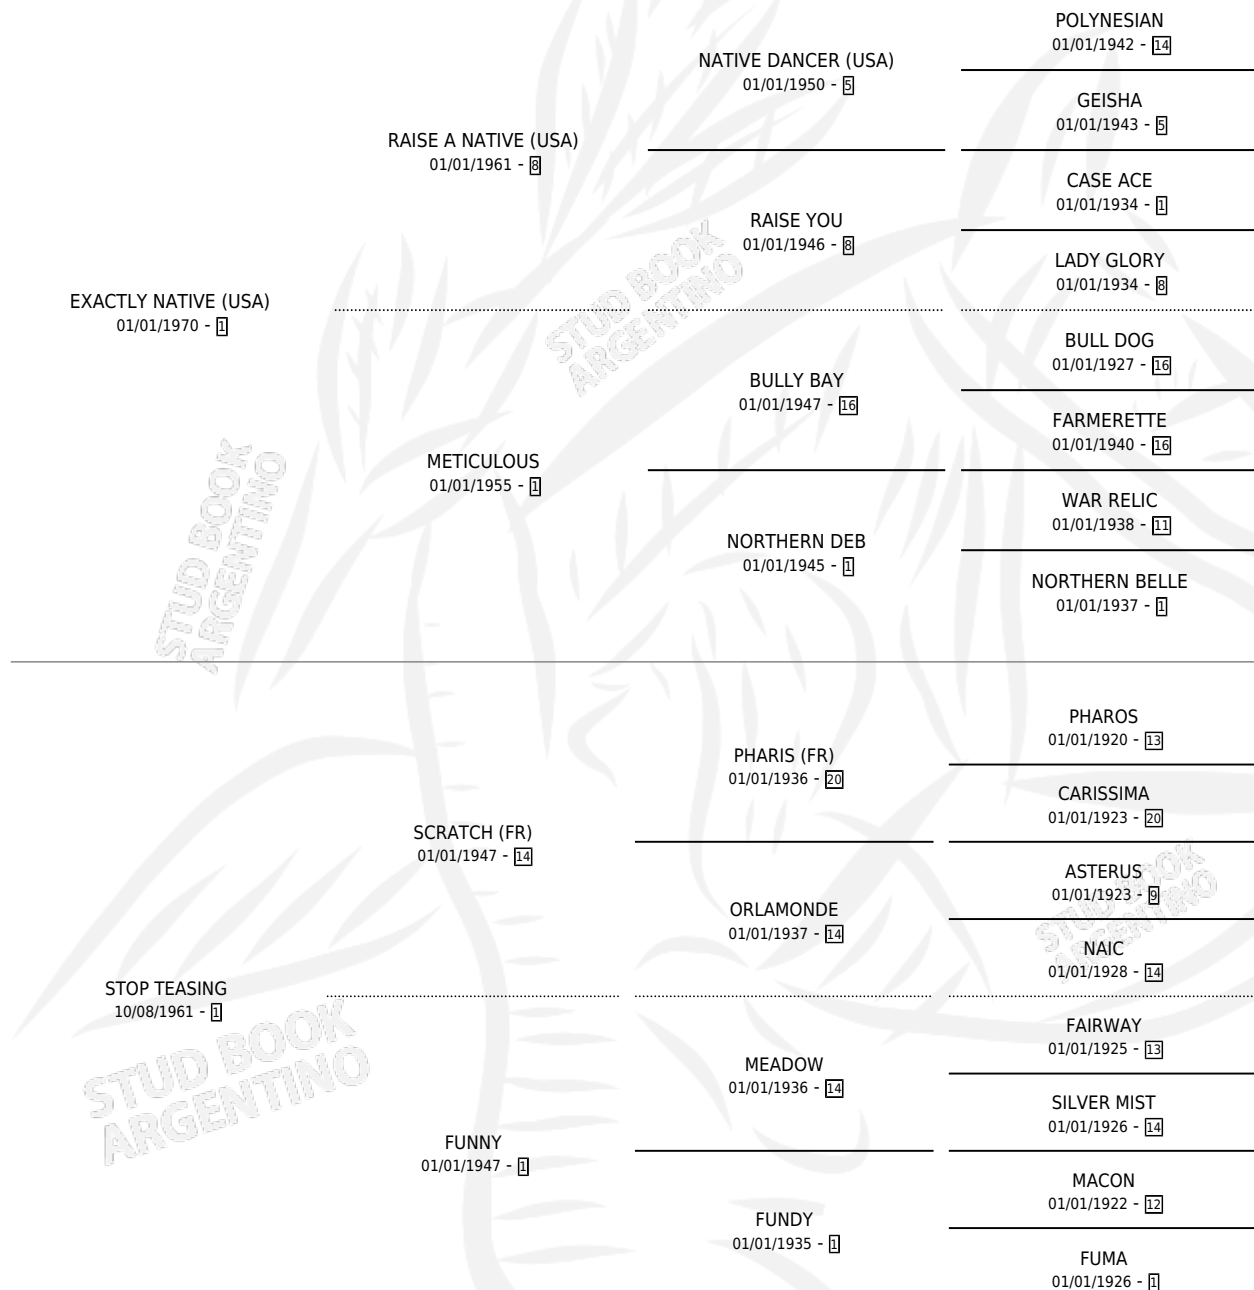 POLYNESIAN
01/01/1942 - 14
NATIVE DANCER (USA)
01/01/1950 - 5
GEISHA
01/01/1943 - 5
RAISE A NATIVE (USA)
01/01/1961 - 8
CASE ACE
01/01/1934 - 1
RAISE YOU
01/01/1946 - 8
LADY GLORY
01/01/1934 - 8
EXACTLY NATIVE (USA)
01/01/1970 - 1
BULL DOG
01/01/1927 - 16
BULLY BAY
01/01/1947 - 16
FARMERETTE
01/01/1940 - 16
METICULOUS
01/01/1955 - 1
WAR RELIC
01/01/1938 - 11
NORTHERN DEB
01/01/1945 - 1
NORTHERN BELLE
01/01/1937 - 1
PHAROS
01/01/1920 - 13
PHARIS (FR)
01/01/1936 - 20
CARISSIMA
01/01/1923 - 20
SCRATCH (FR)
01/01/1947 - 14
ASTERUS
01/01/1923 - 9
ORLAMONDE
01/01/1937 - 14
NAIC
01/01/1928 - 14
STOP TEASING
10/08/1961 - 1
FAIRWAY
01/01/1925 - 13
MEADOW
01/01/1936 - 14
SILVER MIST
01/01/1926 - 14
FUNNY
01/01/1947 - 1
MACON
01/01/1922 - 12
FUNDY
01/01/1935 - 1
FUMA
01/01/1926 - 1
STUD BOOK
ARGENTINO
STUD BOOK
ARGENTINO
STUD BOOK
ARGENTINO
STUD BOOK
ARGENTINO